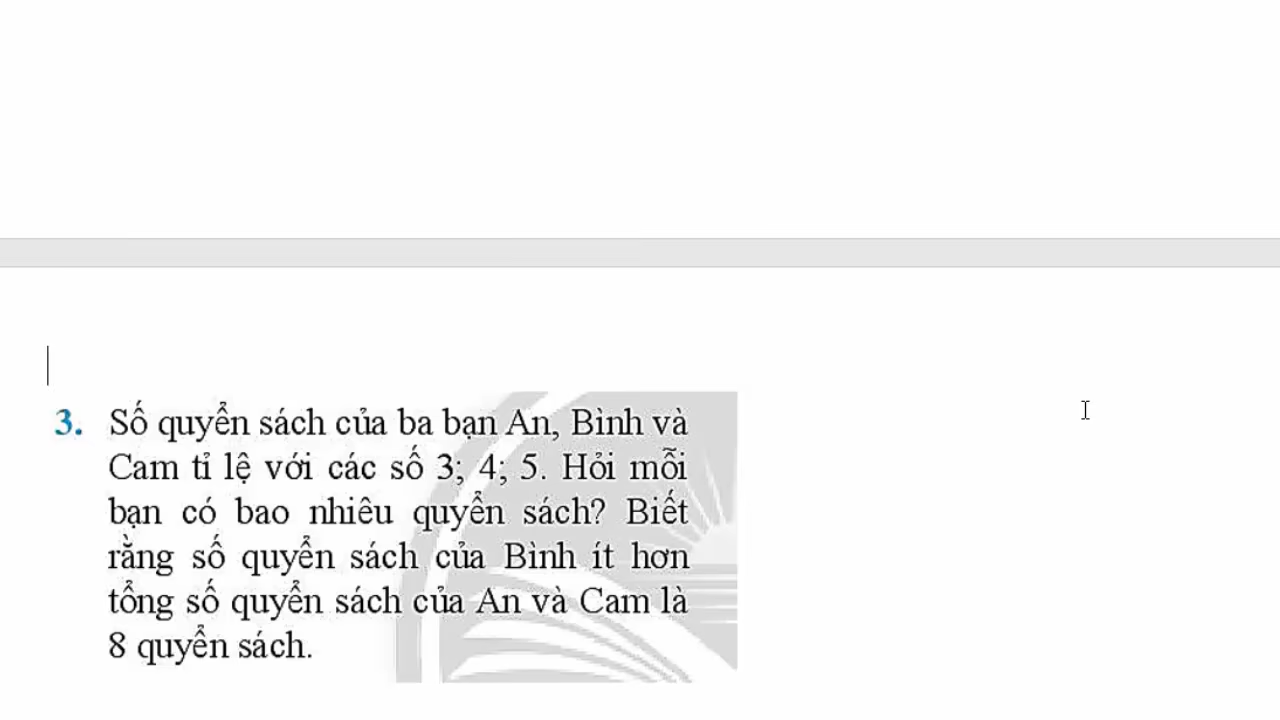 3. Số quyển sách của ba bạn An, Bình và
Cam tỉ lệ với các số 3; 4; 5. Hỏi mỗi
bạn có bao nhiêu quyển sách? Biết
rằng số quyển sách của Bình ít hơn
tổng số quyển sách của An và Cam là
8 quyển sách.